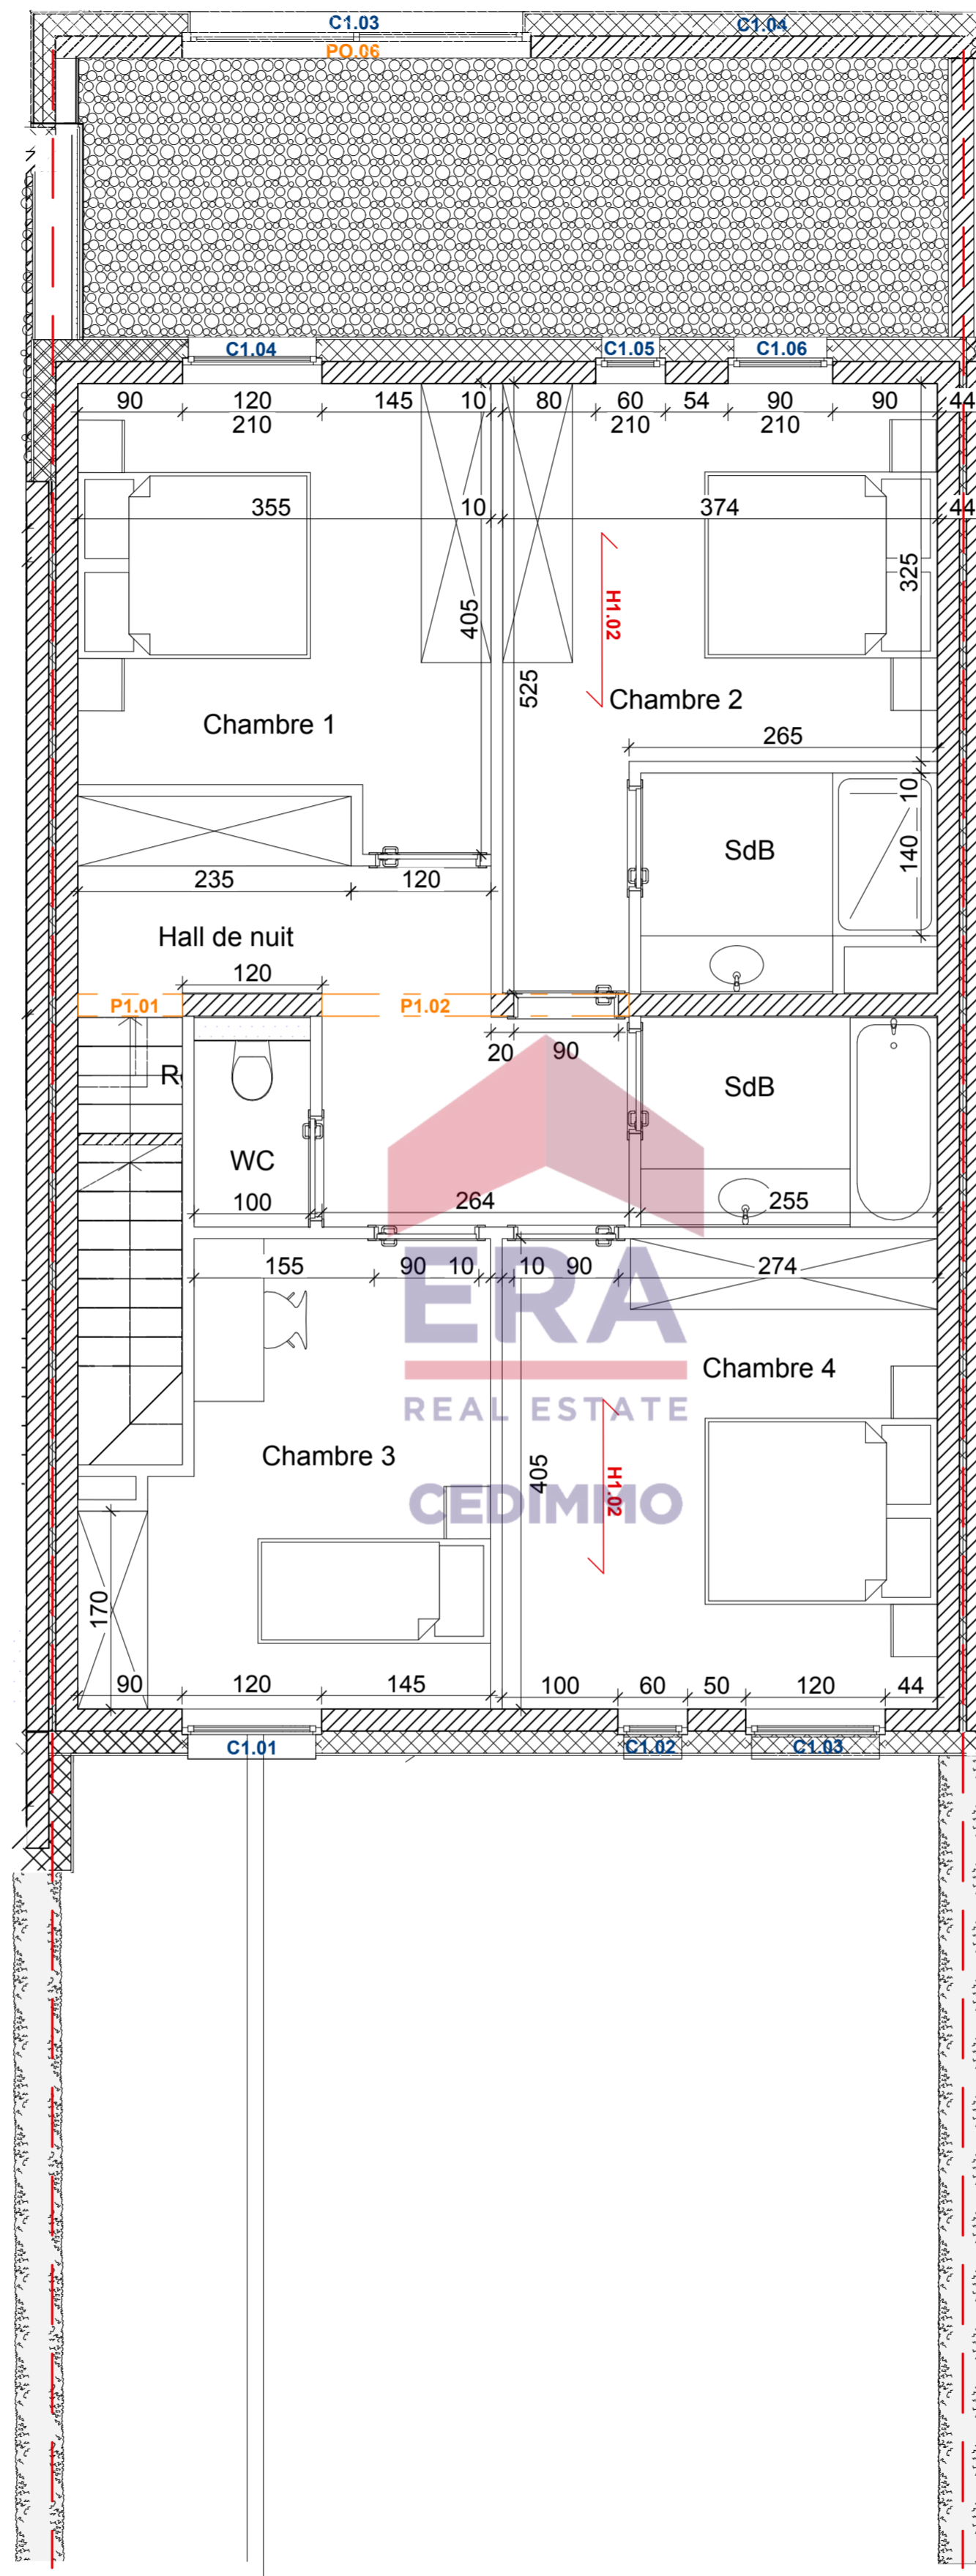 C1.03
C1.04
PO.06
C1.04
C1.05
C1.06
90 120 145 10 80 60 54 90 90 44
210 210 210
355 10 374 44
325
405
H1.02
525
Chambre 1
Chambre 2
265
10
140
SdB
235 120
Hall de nuit
120
P1.01
P1.02
20 90
R
SdB
WC
100 264 255
155 90 10 10 90 274
ERA
REAL ESTATE
CEDIMMO
Chambre 4
Chambre 3
405
H1.02
170
90 120 145 100 60 50 120 44
C1.01
C1.02
C1.03